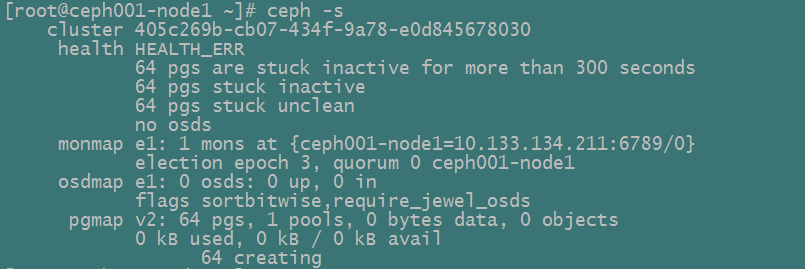 [root@ceph001-node1 ~]# ceph -s
cluster 405c269b-cb07-434f-9a78-e0d845678030
health HEALTH_ERR
64 pgs are stuck inactive for more than 300 seconds
64 pgs stuck inactive
64 pgs stuck unclean
no osds
monmap e1: 1 mons at {ceph001-node1=10.133.134.211:6789/0}
election epoch 3, quorum 0 ceph001-node1
osdmap e1: 0 osds: 0 up, 0 in
flags sortbitwise,require_jewel_osds
pgmap v2: 64 pgs, 1 pools, 0 bytes data, 0 objects
0 kB used, 0 kB / 0 kB avail
64 creating